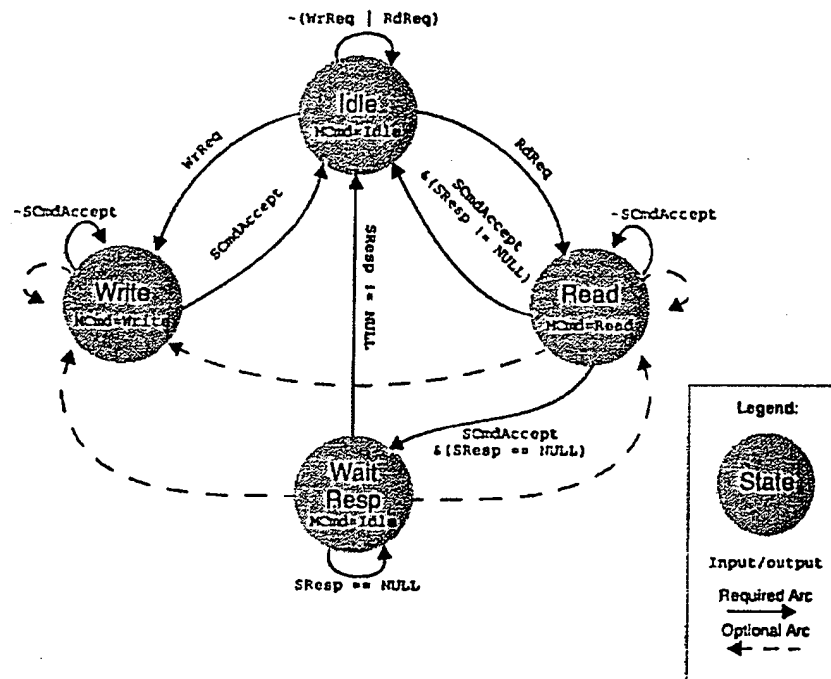 ~(WrReq | RdReq)
Idle
MCmd=Idle
WrReq
RdReq
SCmdAccept
SCmdAccept
&(SResp != NULL)
~SCmdAccept
~SCmdAccept
SResp != NULL
Write
MCmd=Write
Read
MCmd=Read
SCmdAccept
&(SResp == NULL)
Wait
Resp
MCmd=Idle
SResp == NULL
Legend:
State
Input/output
Required Arc
Optional Arc